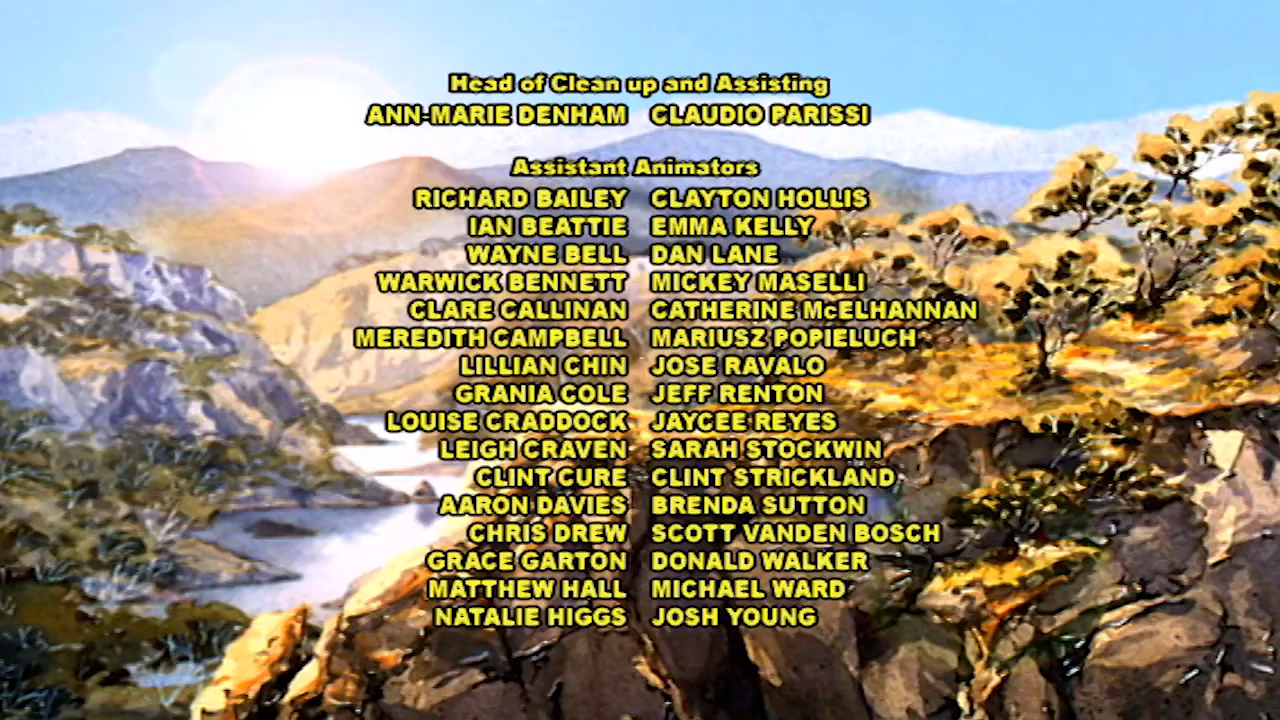 Head of Clean up and Assisting
ANN-MARIE DENHAM CLAUDIO PARISSI
Assistant Animators
RICHARD BAILEY CLAYTON HOLLIS
IAN BEATTIE EMMA KELLY
WAYNE BELL DAN LANE
WARWICK BENNETT MICKEY MASELLI
CLARE CALLINAN CATHERINE McELHANNAN
MEREDITH CAMPBELL MARIUSZ POPIELUCH
LILLIAN CHIN JOSE RAVALO
GRANIA COLE JEFF RENTON
LOUISE CRADDOCK JAYCEE REYES
LEIGH CRAVEN SARAH STOCKWIN
CLINT CURE CLINT STRICKLAND
AARON DAVIES BRENDA SUTTON
CHRIS DREW SCOTT VANDEN BOSCH
GRACE GARTON DONALD WALKER
MATTHEW HALL MICHAEL WARD
NATALIE HIGGS JOSH YOUNG